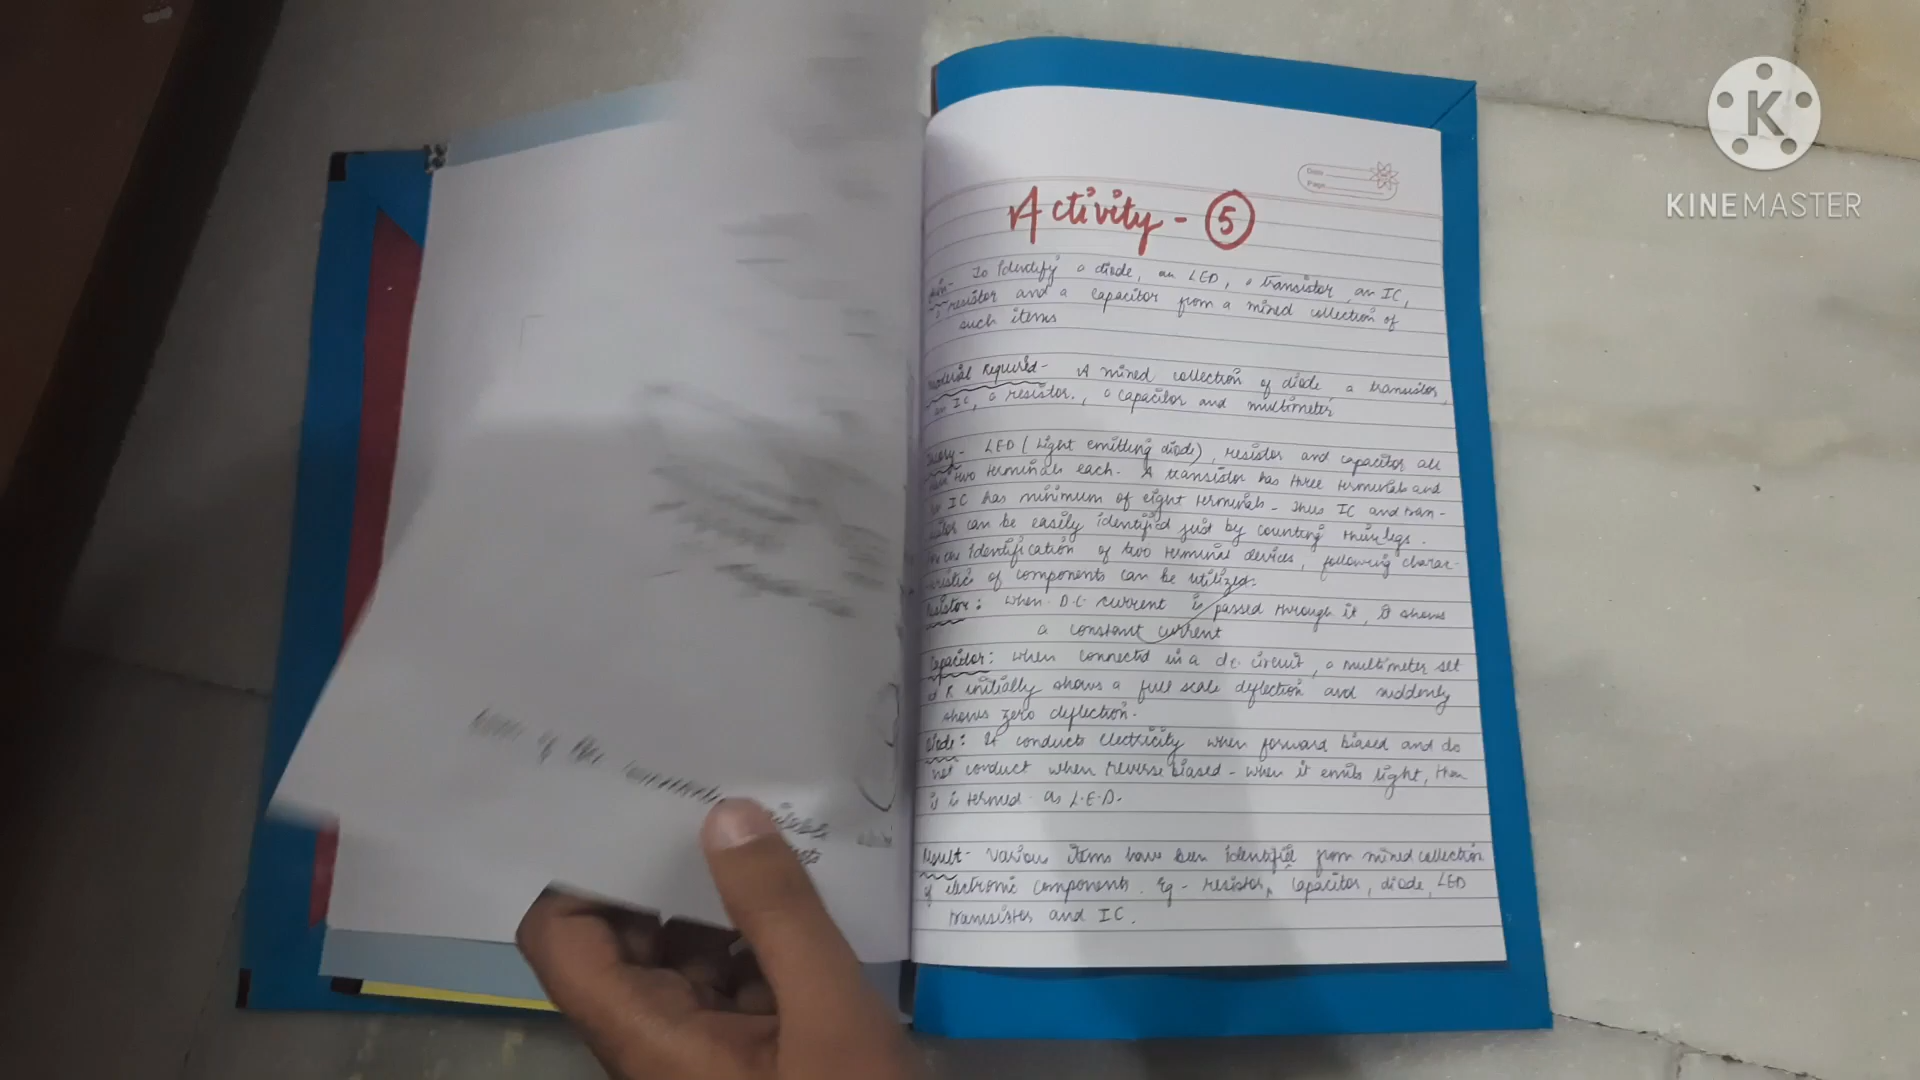 K
KINEMASTER
Date
Page
Activity - 5
Aim- To Identify a diode, an LED, a transistor, an IC,
a resistor and a capacitor from a mixed collection of
such items
Material Required- A mixed collection of diode, a transistor,
an IC, a resistor, a capacitor and multimeter
Theory- LED (Light emitting diode), resistor and capacitor all
have two terminals each. A transistor has three terminals and
IC has minimum of eight terminals. Thus IC and tran-
sistor can be easily identified just by counting their legs.
Identification of two terminal devices, following charac-
teristic of components can be utilized.
Resistor: when D.C current is passed through it, it shows
a constant current
Capacitor: When connected in a d.c. circuit, a multimeter set
R initially shows a full scale deflection and suddenly
shows zero deflection.
Diode: It conducts electricity when forward biased and do
not conduct when reverse biased - when it emits light, then
is termed as L.E.D.
Result- Various items have been identified from mixed collection
of electronic components. Eg - resistor, capacitor, diode, LED
transistor and IC.